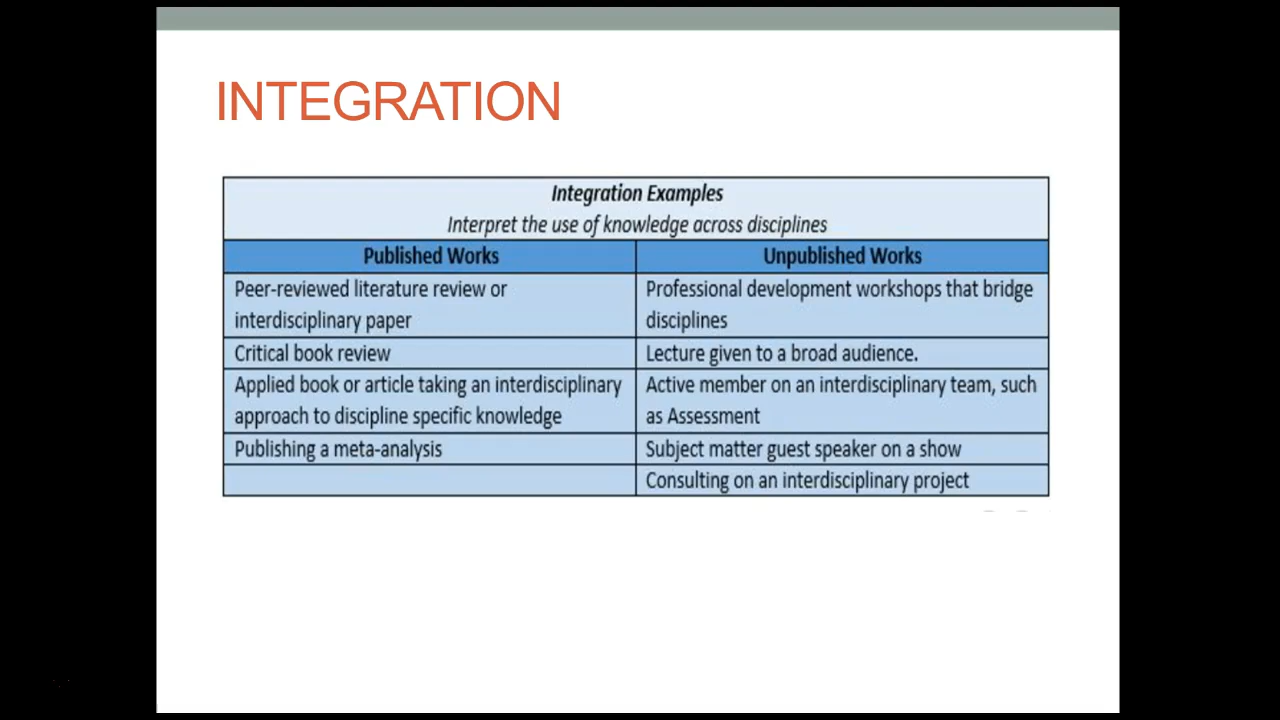 INTEGRATION
Integration Examples
Interpret the use of knowledge across disciplines
Published Works
Unpublished Works
Peer-reviewed literature review or
interdisciplinary paper
Professional development workshops that bridge
disciplines
Critical book review
Lecture given to a broad audience.
Applied book or article taking an interdisciplinary
approach to discipline specific knowledge
Active member on an interdisciplinary team, such
as Assessment
Publishing a meta-analysis
Subject matter guest speaker on a show
Consulting on an interdisciplinary project